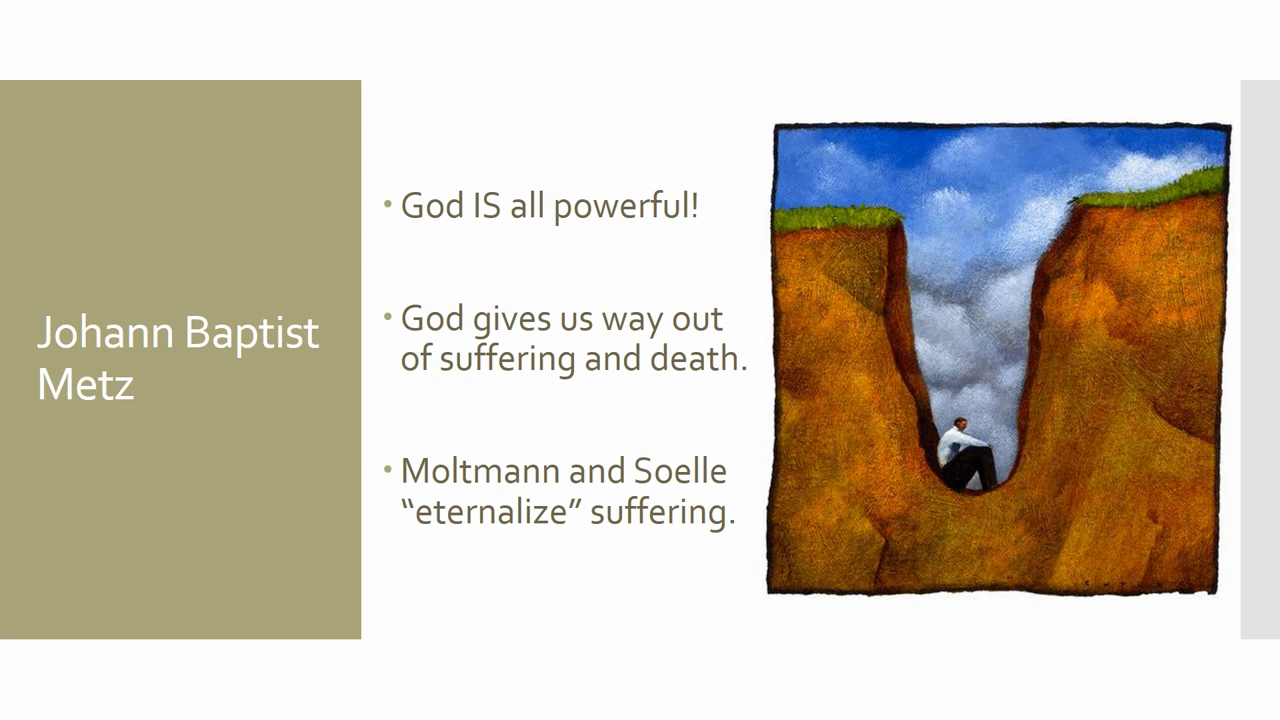 Johann Baptist
Metz
• God IS all powerful!
• God gives us way out
of suffering and death.
• Moltmann and Soelle
“eternalize” suffering.